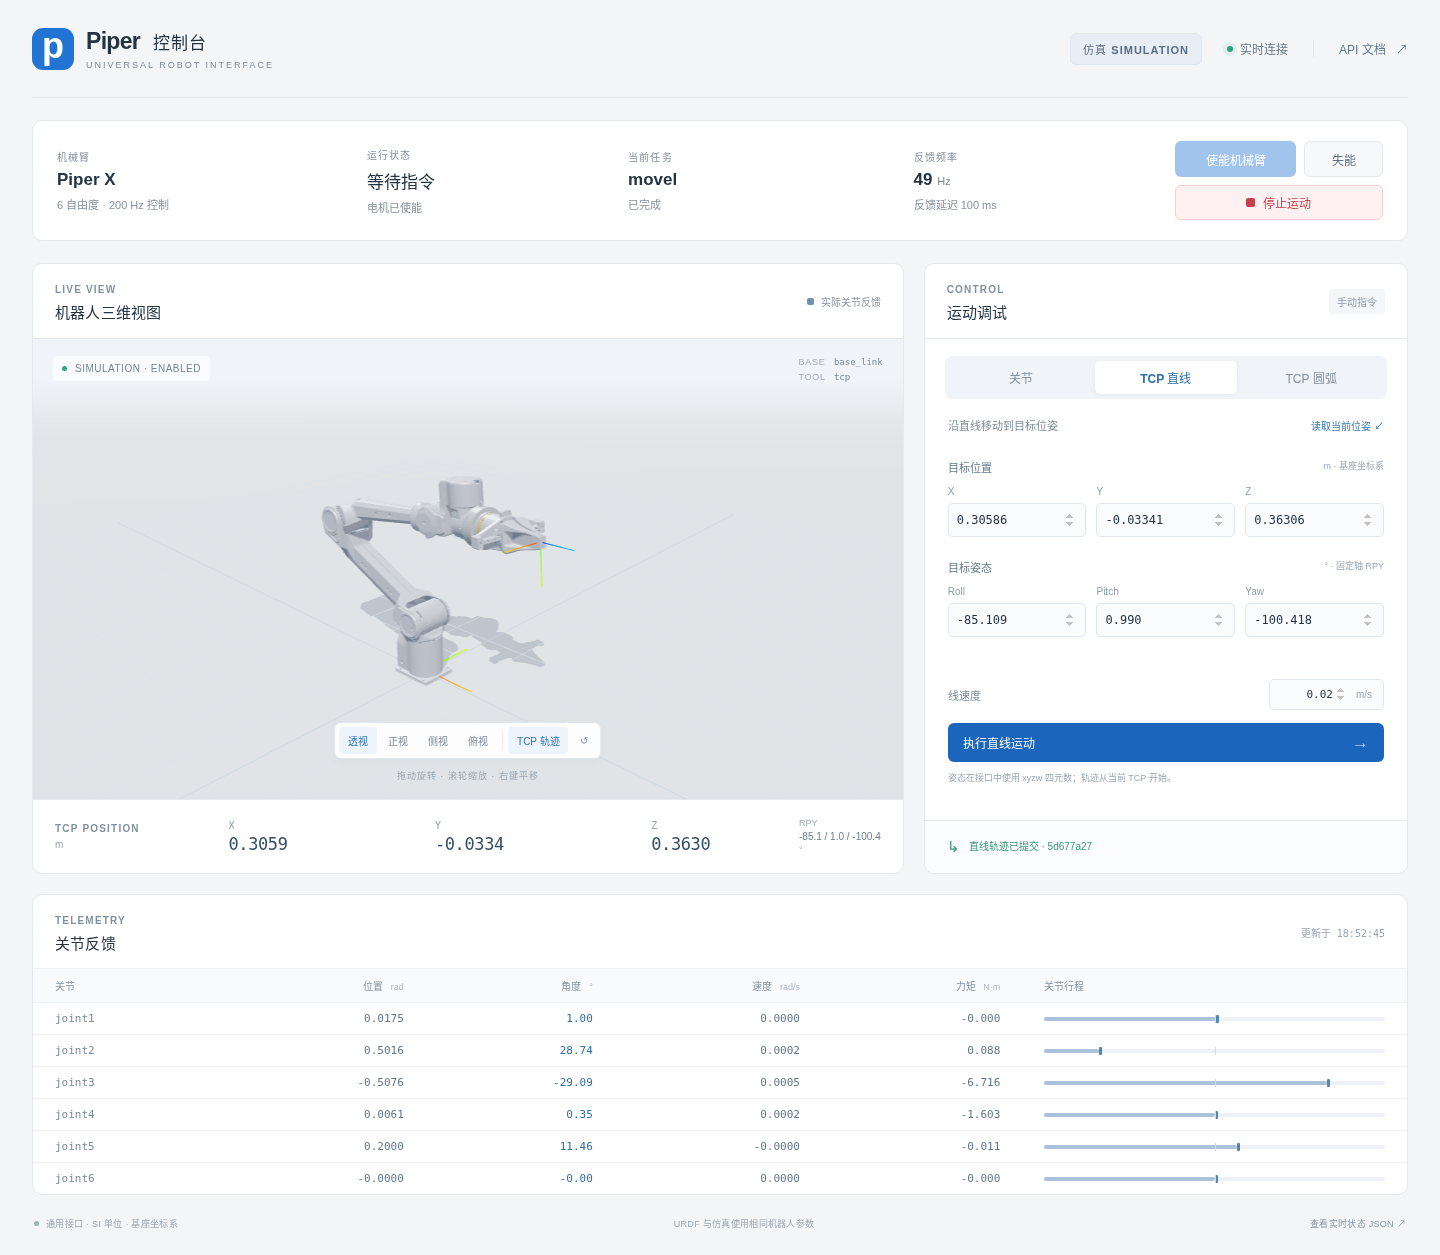 p Piper 控制台
UNIVERSAL ROBOT INTERFACE
仿真 SIMULATION
实时连接
API 文档 ↗
机械臂
Piper X
6 自由度 · 200 Hz 控制
运行状态
等待指令
电机已使能
当前任务
movel
已完成
反馈频率
49 Hz
反馈延迟 100 ms
使能机械臂
失能
停止运动
LIVE VIEW
机器人三维视图
实际关节反馈
SIMULATION · ENABLED
BASE base_link
TOOL tcp
透视 正视 侧视 俯视 TCP 轨迹 ↺
拖动旋转 · 滚轮缩放 · 右键平移
TCP POSITION
m
X
0.3059
Y
-0.0334
Z
0.3630
RPY
-85.1 / 1.0 / -100.4
°
CONTROL
运动调试
手动指令
关节 TCP 直线 TCP 圆弧
沿直线移动到目标位姿
读取当前位姿 ↙
目标位置
m · 基座坐标系
X Y Z
0.30586 -0.03341 0.36306
目标姿态
° · 固定轴 RPY
Roll Pitch Yaw
-85.109 0.990 -100.418
线速度
0.02 m/s
执行直线运动 →
姿态在接口中使用 xyzw 四元数；轨迹从当前 TCP 开始。
↳ 直线轨迹已提交 · 5d677a27
TELEMETRY
关节反馈
更新于 18:52:45
关节 位置 rad 角度 ° 速度 rad/s 力矩 N·m 关节行程
joint1 0.0175 1.00 0.0000 -0.000
joint2 0.5016 28.74 0.0002 0.088
joint3 -0.5076 -29.09 0.0005 -6.716
joint4 0.0061 0.35 0.0002 -1.603
joint5 0.2000 11.46 -0.0000 -0.011
joint6 -0.0000 -0.00 0.0000 -0.000
通用接口 · SI 单位 · 基座坐标系
URDF 与仿真使用相同机器人参数
查看实时状态 JSON ↗